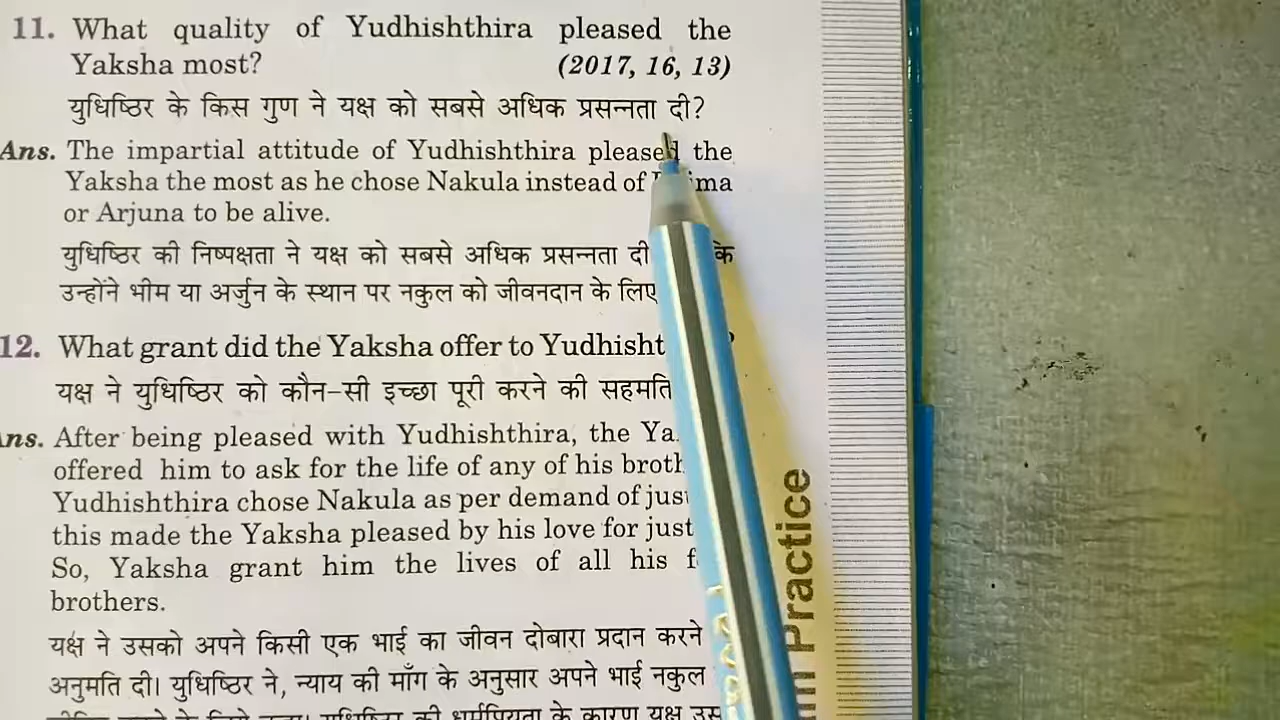 11. What quality of Yudhishthira pleased the
Yaksha most? (2017, 16, 13)
युधिष्ठिर के किस गुण ने यक्ष को सबसे अधिक प्रसन्नता दी?
Ans. The impartial attitude of Yudhishthira pleased the
Yaksha the most as he chose Nakula instead of
or Arjuna to be alive.
युधिष्ठिर की निष्पक्षता ने यक्ष को सबसे अधिक प्रसन्नता दी
उन्होंने भीम या अर्जुन के स्थान पर नकुल को जीवनदान के लिए
12. What grant did the Yaksha offer to
यक्ष ने युधिष्ठिर को कौन-सी इच्छा पूरी करने की सहमति
After being pleased with Yudhishthira, the
offered him to ask for the life of any of his
Yudhishthira chose Nakula as per demand of
this made the Yaksha pleased by his love for
So, Yaksha grant him the lives of all his
brothers.
यक्ष ने उसको अपने किसी एक भाई का जीवन दोबारा प्रदान करने
अनुमति दी। युधिष्ठिर ने, न्याय की माँग के अनुसार अपने भाई नकुल
के कारण यक्ष
Practice